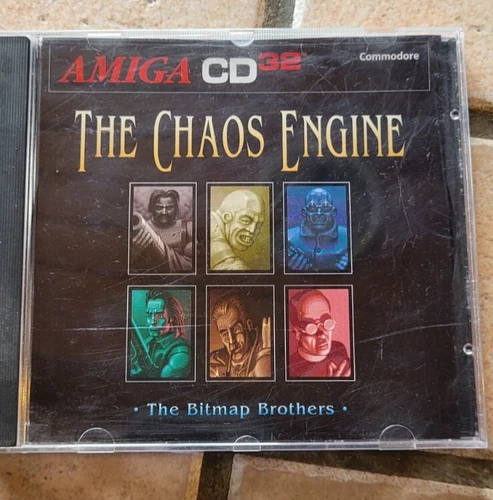 AMIGA CD32
Commodore
THE CHAOS ENGINE
• The Bitmap Brothers •